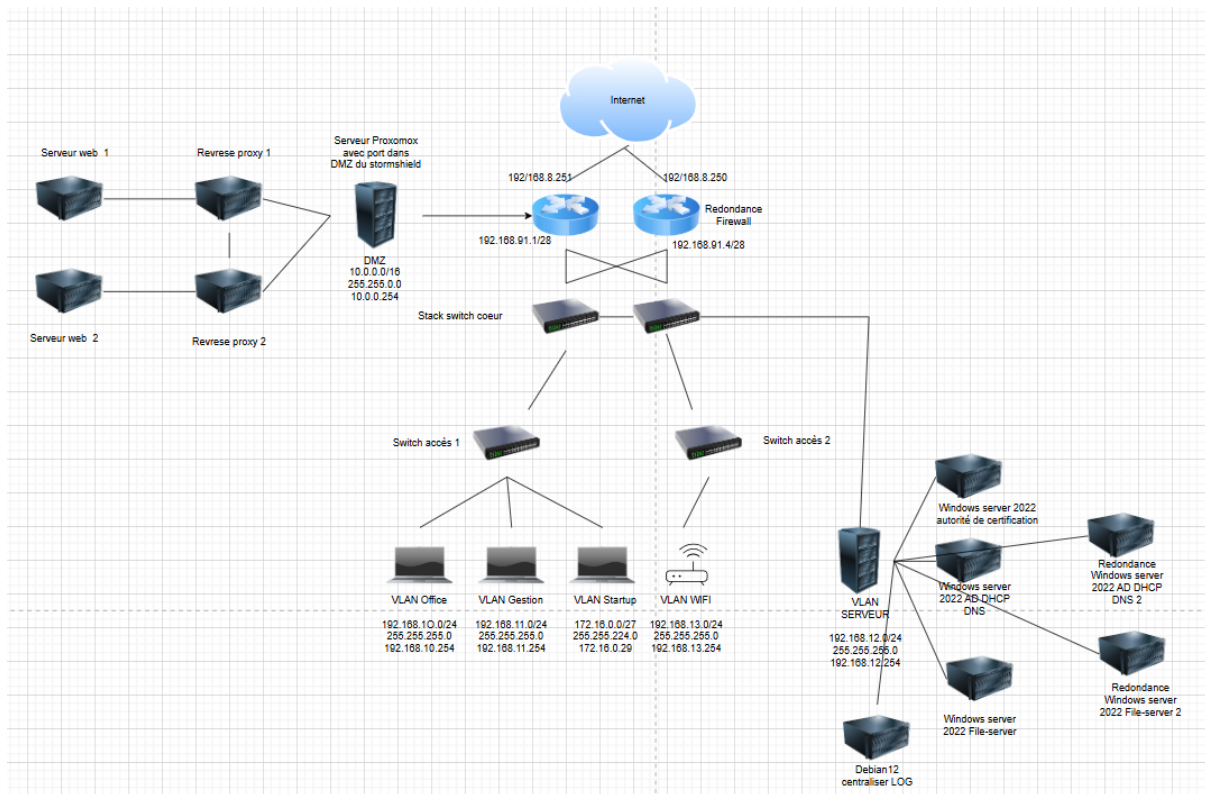 Internet
Serveur Proxomox
avec port dans
DMZ du stormshield
Serveur web  1
Revrese proxy 1
192/168.8.251
192/168.8.250
Redondance
Firewall
192.168.91.1/28
192.168.91.4/28
DMZ
10.0.0.0/16
255.255.0.0
10.0.0.254
Serveur web  2
Revrese proxy 2
Stack switch coeur
Switch accès 1
Switch accès 2
VLAN Office
192.168.1O.0/24
255.255.255.0
192.168.10.254
VLAN Gestion
192.168.11.0/24
255.255.255.0
192.168.11.254
VLAN Startup
172.16.0.0/27
255.255.224.0
172.16.0.29
VLAN WIFI
192.168.13.0/24
255.255.255.0
192.168.13.254
VLAN
SERVEUR
192.168.12.0/24
255.255.255.0
192.168.12.254
Windows server 2022
autorité de certification
Windows server
2022 AD DHCP
DNS
Redondance
Windows server
2022 AD DHCP
DNS 2
Windows server
2022 File-server
Redondance
Windows server
2022 File-server 2
Debian12
centraliser LOG